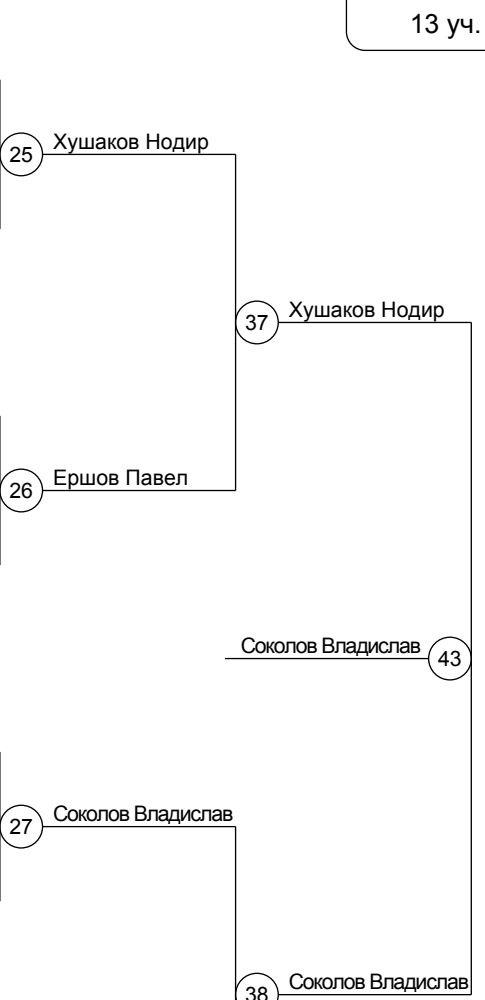 13 уч.
Хушаков Нодир
25
Хушаков Нодир
37
Ершов Павел
26
Соколов Владислав
43
Соколов Владислав
27
Соколов Владислав
38